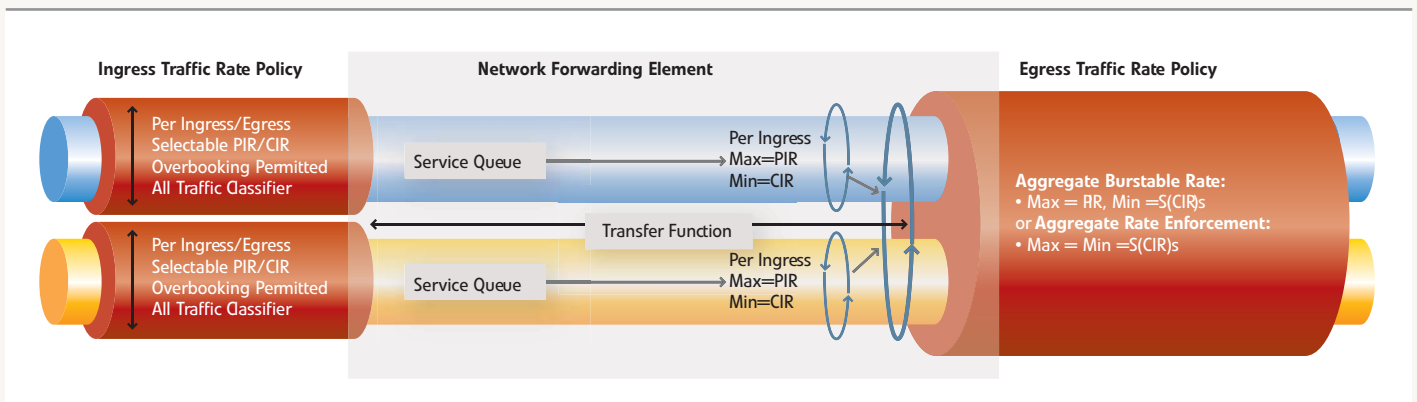 Ingress Traffic Rate Policy
Network Forwarding Element
Egress Traffic Rate Policy
Per Ingress/Egress
Selectable PIR/CIR
Overbooking Permitted
All Traffic Classifier
Service Queue
Per Ingress
Max=PIR
Min=CIR
Transfer Function
Per Ingress/Egress
Selectable PIR/CIR
Overbooking Permitted
All Traffic Classifier
Service Queue
Per Ingress
Max=PIR
Min=CIR
Aggregate Burstable Rate:
• Max = PIR, Min =S(CIR)s
or Aggregate Rate Enforcement:
• Max = Min =S(CIR)s